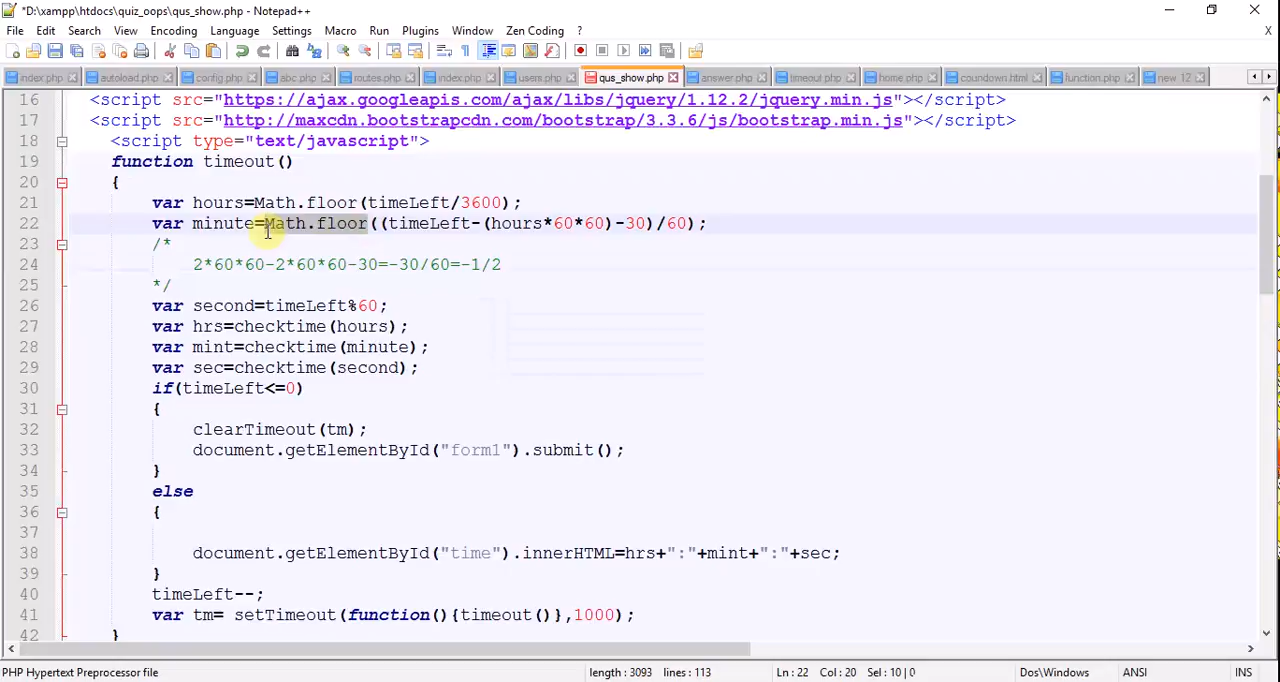 *D:\xampp\htdocs\quiz_oops\qus_show.php - Notepad++
File Edit Search View Encoding Language Settings Macro Run Plugins Window Zen Coding ? X
index.php autoload.php config.php abc.php routes.php index.php users.php qus_show.php answer.php timeout.php home.php coundown.html function.php new 12
16 <script src="https://ajax.googleapis.com/ajax/libs/jquery/1.12.2/jquery.min.js"></script>
17 <script src="http://maxcdn.bootstrapcdn.com/bootstrap/3.3.6/js/bootstrap.min.js"></script>
18 <script type="text/javascript">
19 function timeout()
20 {
21 var hours=Math.floor(timeLeft/3600);
22 var minute=Math.floor((timeLeft-(hours*60*60)-30)/60);
23 /*
24 2*60*60-2*60*60-30=-30/60=-1/2
25 */
26 var second=timeLeft%60;
27 var hrs=checktime(hours);
28 var mint=checktime(minute);
29 var sec=checktime(second);
30 if(timeLeft<=0)
31 {
32 clearTimeout(tm);
33 document.getElementById("form1").submit();
34 }
35 else
36 {
37
38 document.getElementById("time").innerHTML=hrs+":"+mint+":"+sec;
39 }
40 timeLeft--;
41 var tm= setTimeout(function(){timeout()},1000);
42 }
PHP Hypertext Preprocessor file length : 3093 lines : 113 Ln : 22 Col : 20 Sel : 10 | 0 Dos\Windows ANSI INS